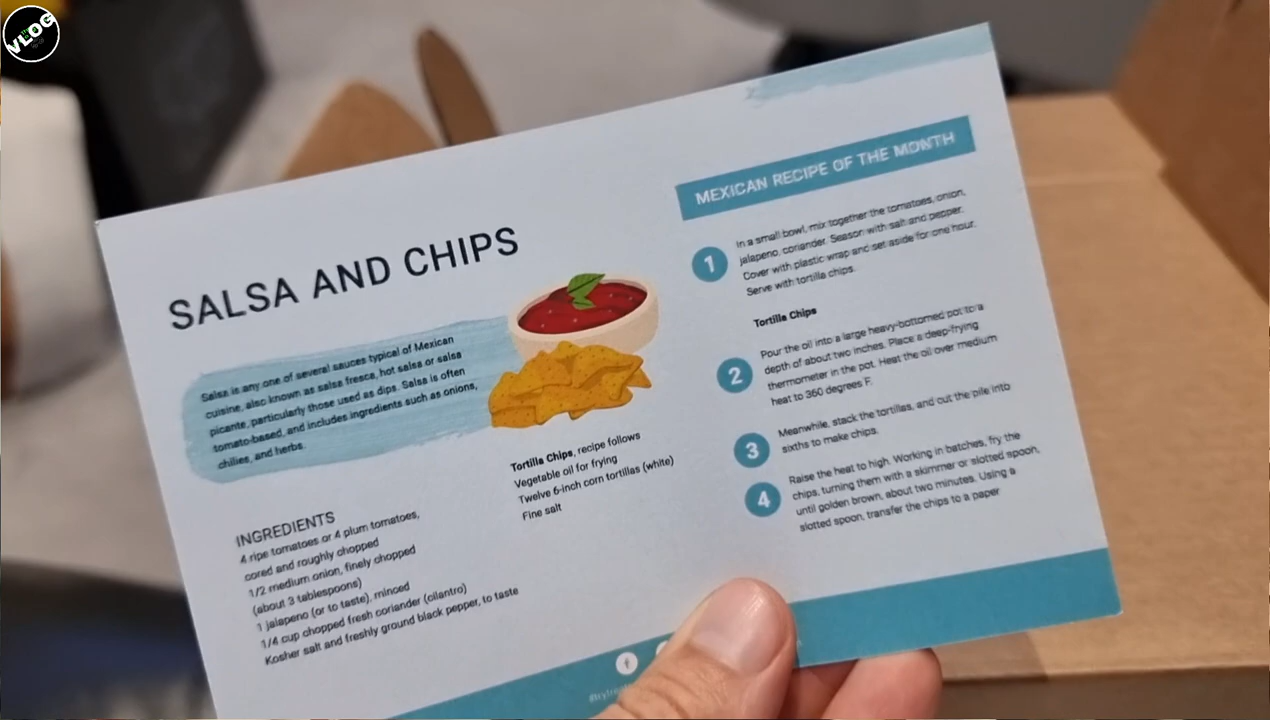 VLOG
SALSA AND CHIPS
Salsa is any one of several sauces typical of Mexican
cuisine, also known as salsa fresca, hot salsa or salsa
picante, particularly those used as dips. Salsa is often
tomato-based, and includes ingredients such as onions,
chilies, and herbs.
INGREDIENTS
4 ripe tomatoes or 4 plum tomatoes,
cored and roughly chopped
1/2 medium onion, finely chopped
(about 3 tablespoons)
1 jalapeno (or to taste), minced
1/4 cup chopped fresh coriander (cilantro)
Kosher salt and freshly ground black pepper, to taste
Tortilla Chips, recipe follows
Vegetable oil for frying
Twelve 6-inch corn tortillas (white)
Fine salt
MEXICAN RECIPE OF THE MONTH
1
In a small bowl, mix together the tomatoes, onion,
jalapeno, coriander. Season with salt and pepper.
Cover with plastic wrap and set aside for one hour.
Serve with tortilla chips.
Tortilla Chips
2
Pour the oil into a large heavy-bottomed pot to a
depth of about two inches. Place a deep-frying
thermometer in the pot. Heat the oil over medium
heat to 360 degrees F.
3
Meanwhile, stack the tortillas, and cut the pile into
sixths to make chips.
4
Raise the heat to high. Working in batches, fry the
chips, turning them with a skimmer or slotted spoon,
until golden brown, about two minutes. Using a
slotted spoon, transfer the chips to a paper